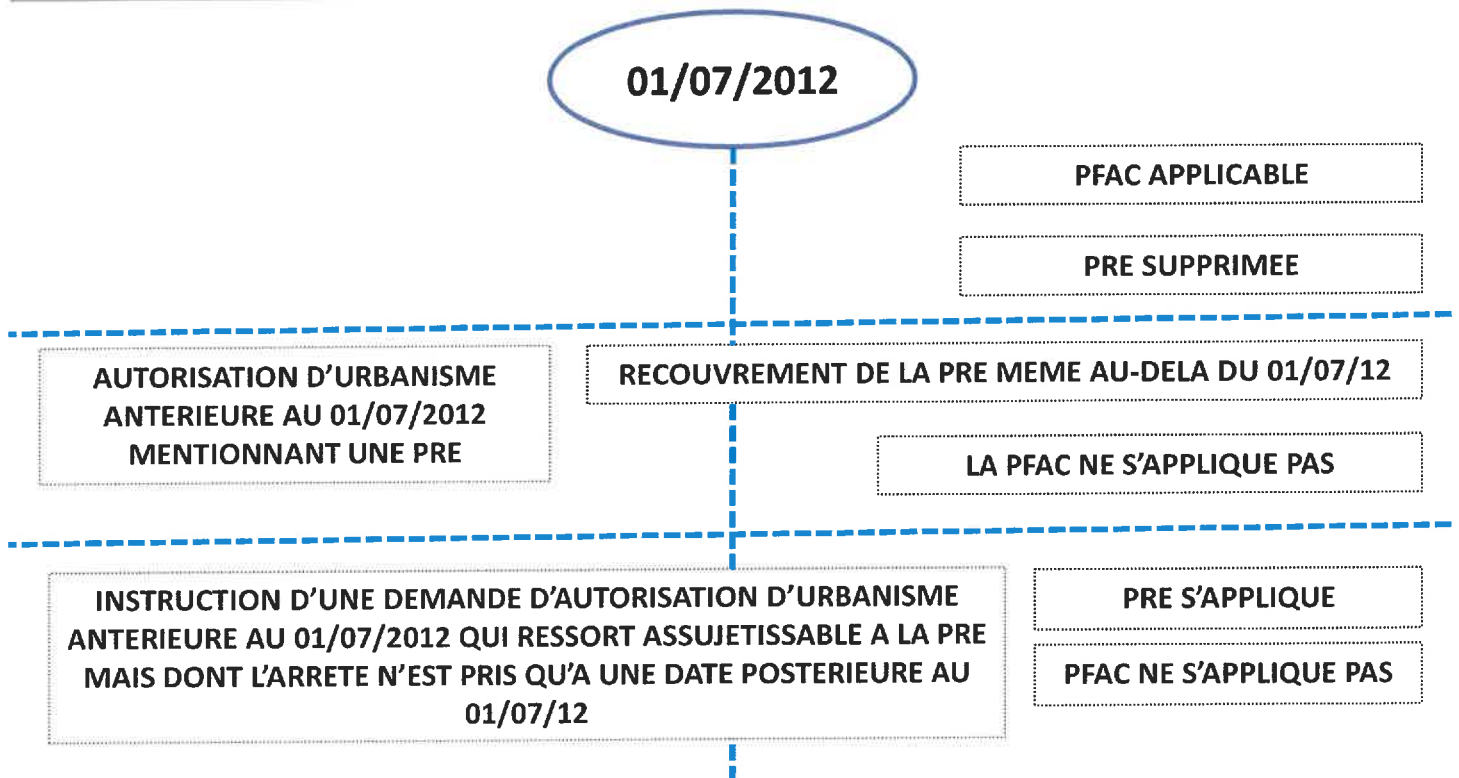 01/07/2012
PFAC APPLICABLE
PRE SUPPRIMEE
AUTORISATION D'URBANISME
ANTERIEURE AU 01/07/2012
MENTIONNANT UNE PRE
RECOUVREMENT DE LA PRE MEME AU-DELA DU 01/07/12
LA PFAC NE S'APPLIQUE PAS
INSTRUCTION D'UNE DEMANDE D'AUTORISATION D'URBANISME
ANTERIEURE AU 01/07/2012 QUI RESSORT ASSUJETISSABLE A LA PRE
MAIS DONT L'ARRETE N'EST PRIS QU'A UNE DATE POSTERIEURE AU
01/07/12
PRE S'APPLIQUE
PFAC NE S'APPLIQUE PAS